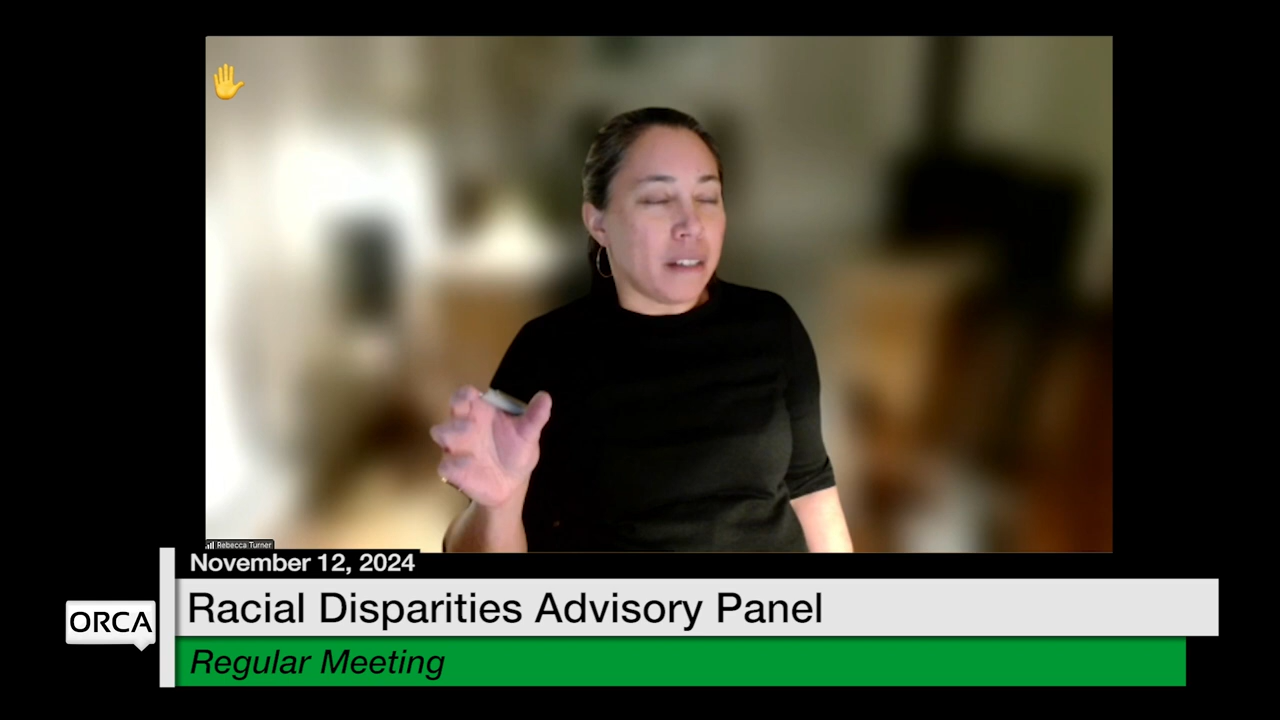 Rebecca Turner
November 12, 2024
ORCA
Racial Disparities Advisory Panel
Regular Meeting